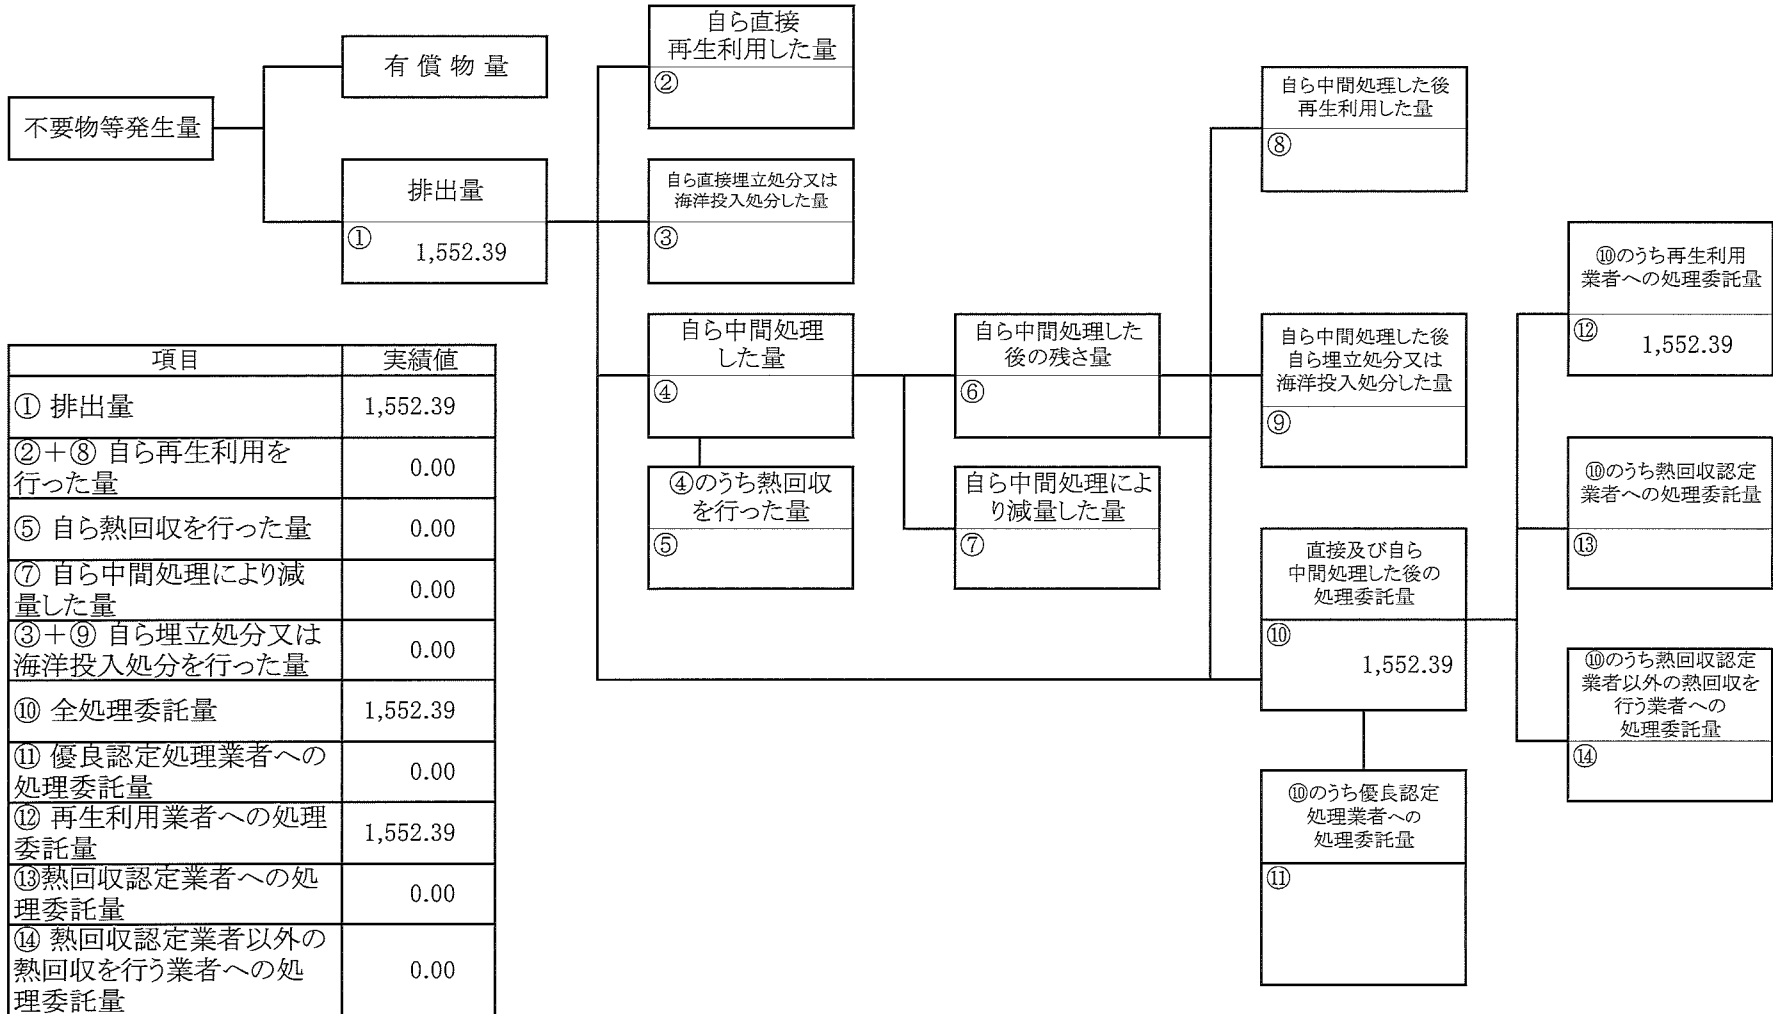 自ら直接
再生利用した量
②
有償物量
不要物等発生量
排出量
①
1,552.39
自ら直接埋立処分又は
海洋投入処分した量
③
自ら中間処理した後
再生利用した量
⑧
自ら中間処理
した量
④
自ら中間処理した
後の残さ量
⑥
自ら中間処理した後
自ら埋立処分又は
海洋投入処分した量
⑨
④のうち熱回収
を行った量
⑤
自ら中間処理によ
り減量した量
⑦
直接及び自ら
中間処理した後の
処理委託量
⑩
1,552.39
⑩のうち優良認定
処理業者への
処理委託量
⑪
⑩のうち再生利用
業者への処理委託量
⑫
1,552.39
⑩のうち熱回収認定
業者への処理委託量
⑬
⑩のうち熱回収認定
業者以外の熱回収を
行う業者への
処理委託量
⑭
項目 実績値
① 排出量 1,552.39
②+⑧ 自ら再生利用を
行った量 0.00
⑤ 自ら熱回収を行った量 0.00
⑦ 自ら中間処理により減
量した量 0.00
③+⑨ 自ら埋立処分又は
海洋投入処分を行った量 0.00
⑩ 全処理委託量 1,552.39
⑪ 優良認定処理業者への
処理委託量 0.00
⑫ 再生利用業者への処理
委託量 1,552.39
⑬熱回収認定業者への処
理委託量 0.00
⑭ 熱回収認定業者以外の
熱回収を行う業者への処
理委託量 0.00